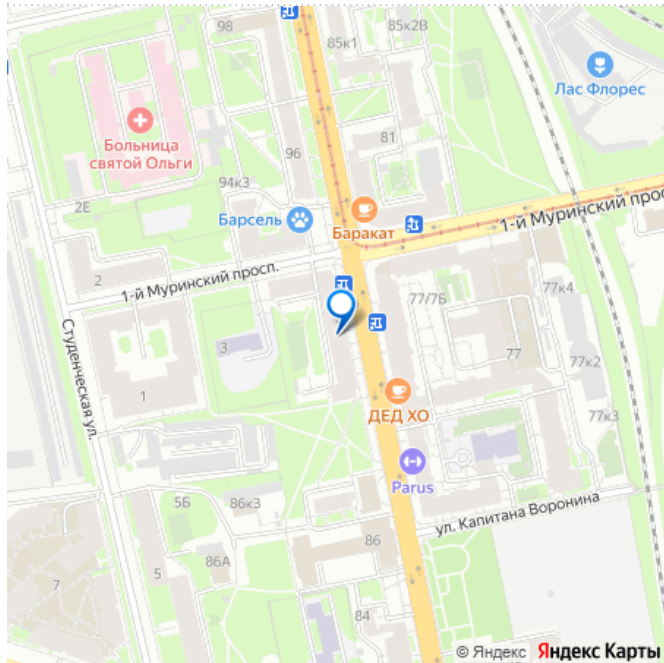 98
85к1
85к2В
Лас Флорес
Больница
святой Ольги
96
81
94к3
2Е
Барсель
Баракат
1-й Муринский прос
2
1-й Муринский просп.
77/7Б
77к4
3
77
77к2
Студенческая ул.
1
ДЕД ХО
77к3
Parus
5Б
86к3
ул. Капитана Воронина
86
86А
5
7
84
© Яндекс Яндекс Карты